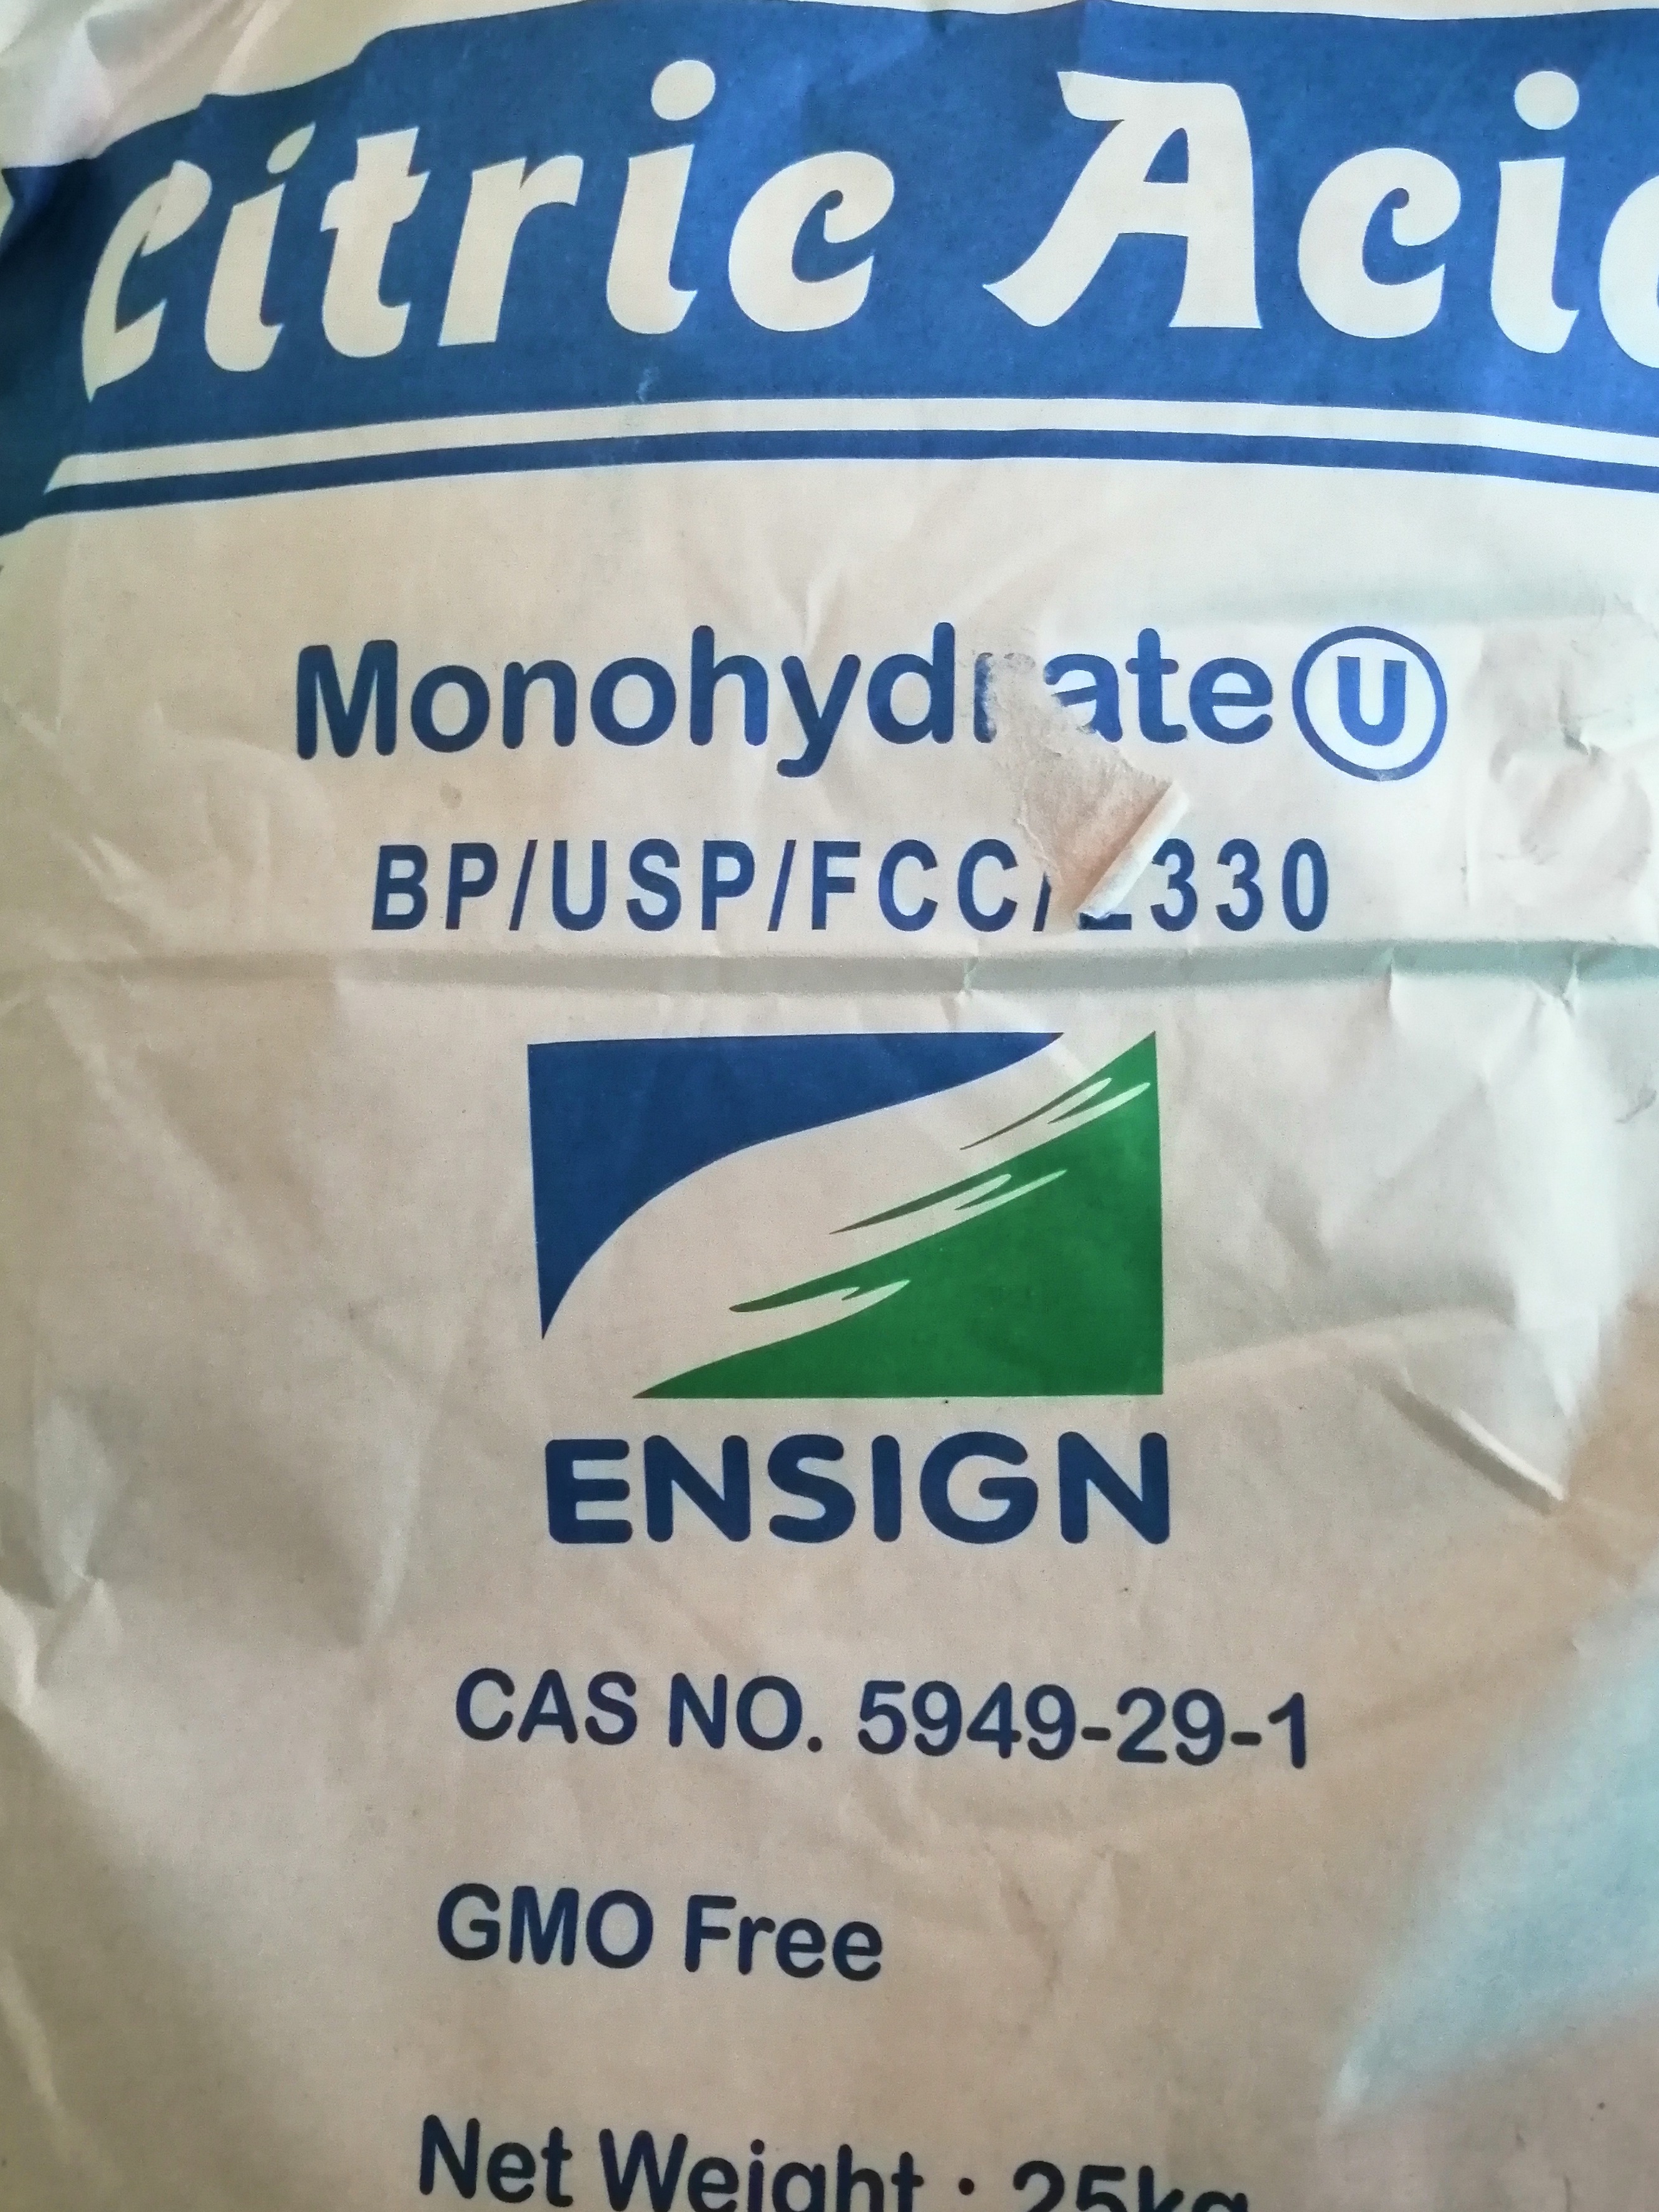 Citric Acid
Monohydrate U
BP/USP/FCC/E330
ENSIGN
CAS NO. 5949-29-1
GMO Free
Net Weight: 25kg